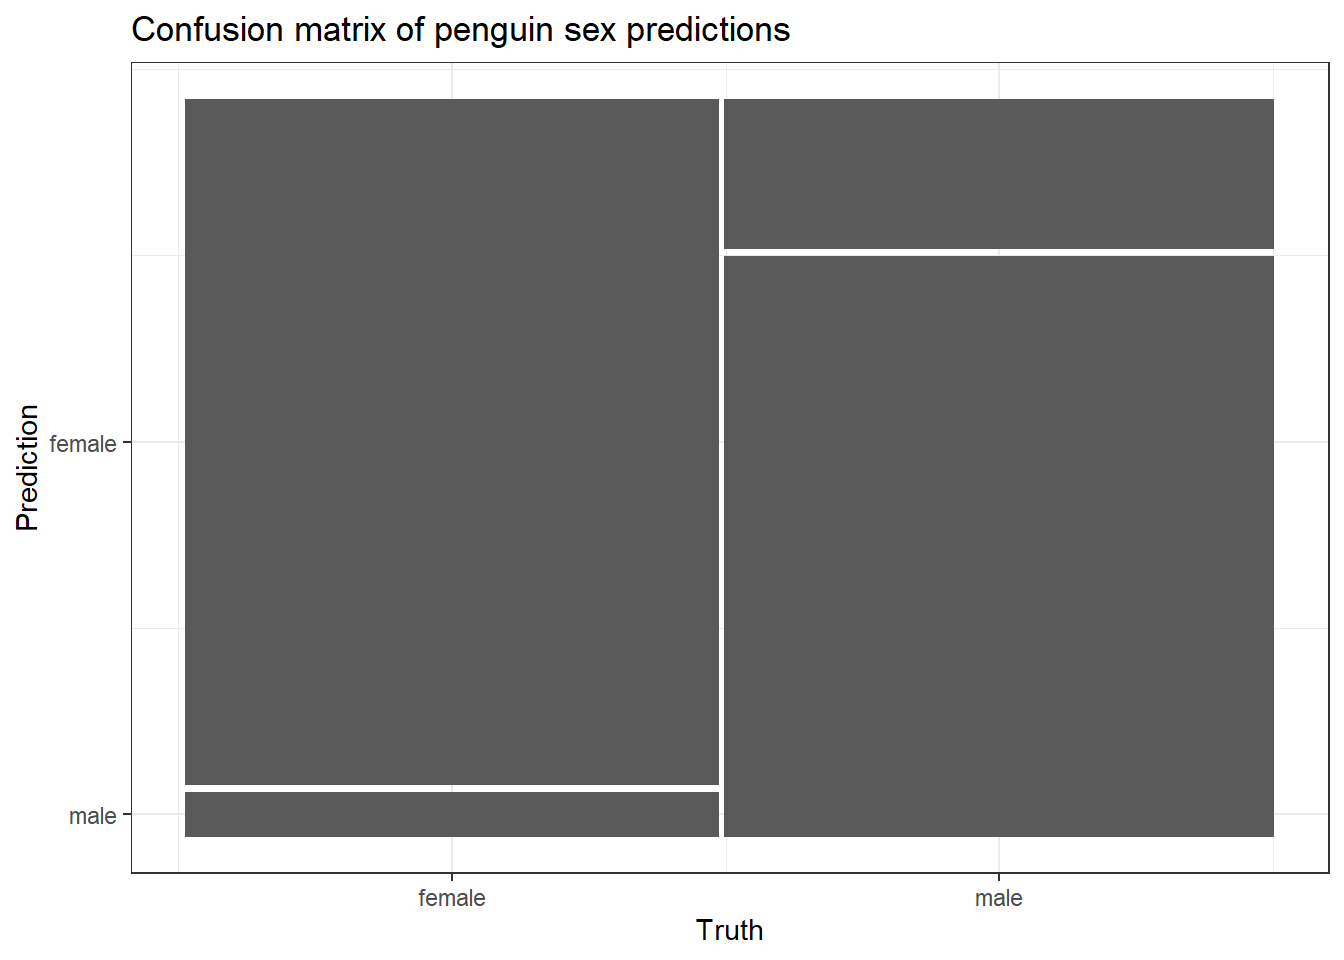 Confusion matrix of penguin sex predictions
Prediction
female
male
female
male
Truth